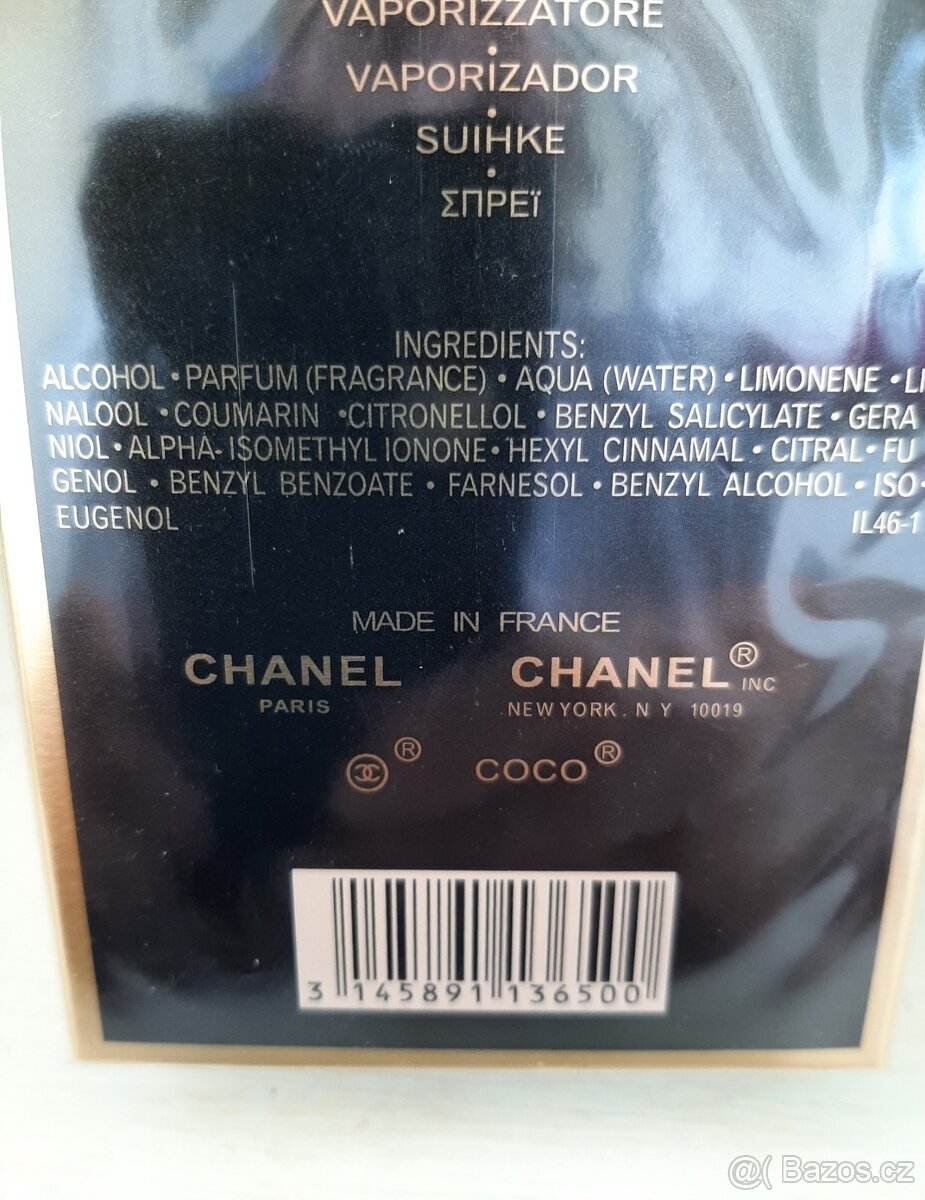 VAPORIZZATORE
•
VAPORİZADOR
•
SUIHKE
•
ΣΠΡΕΪ
INGREDIENTS:
ALCOHOL • PARFUM (FRAGRANCE) • AQUA (WATER) • LIMONENE • LI
NALOOL • COUMARIN • CITRONELLOL • BENZYL SALICYLATE • GERA
NIOL • ALPHA-ISOMETHYL IONONE • HEXYL CINNAMAL • CITRAL • FU
GENOL • BENZYL BENZOATE • FARNESOL • BENZYL ALCOHOL • ISO-
EUGENOL IL46-1
MADE IN FRANCE
CHANEL CHANEL® INC
PARIS NEW YORK. N Y 10019
® COCO®
3 145891 136500
@( Bazos.cz